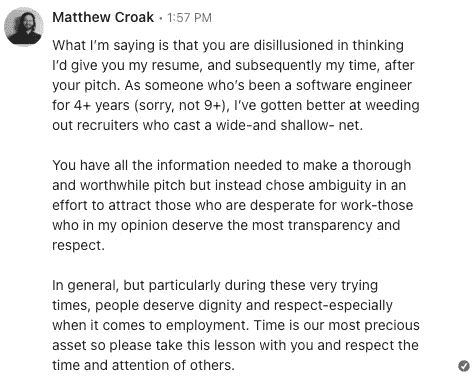 Matthew Croak • 1:57 PM
What I'm saying is that you are disillusioned in thinking
I'd give you my resume, and subsequently my time, after
your pitch. As someone who's been a software engineer
for 4+ years (sorry, not 9+), I've gotten better at weeding
out recruiters who cast a wide-and shallow- net.
You have all the information needed to make a thorough
and worthwhile pitch but instead chose ambiguity in an
effort to attract those who are desperate for work-those
who in my opinion deserve the most transparency and
respect.
In general, but particularly during these very trying
times, people deserve dignity and respect-especially
when it comes to employment. Time is our most precious
asset so please take this lesson with you and respect the
time and attention of others.